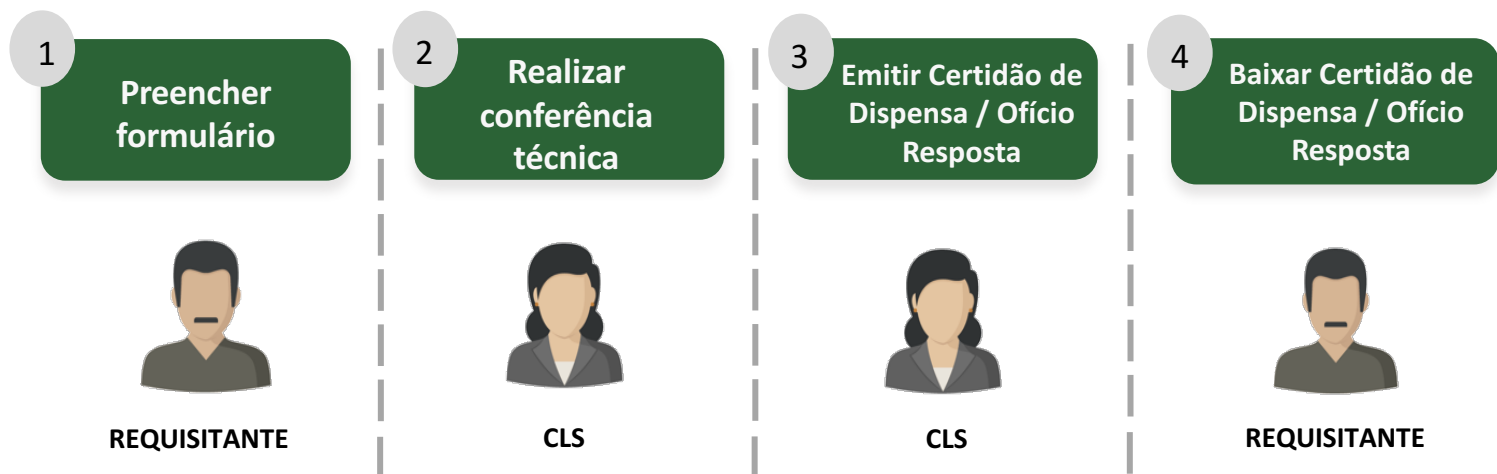 1
Preencher
formulário
REQUISITANTE
2
Realizar
conferência
técnica
CLS
3
Emitir Certidão de
Dispensa / Ofício
Resposta
CLS
4
Baixar Certidão de
Dispensa / Ofício
Resposta
REQUISITANTE